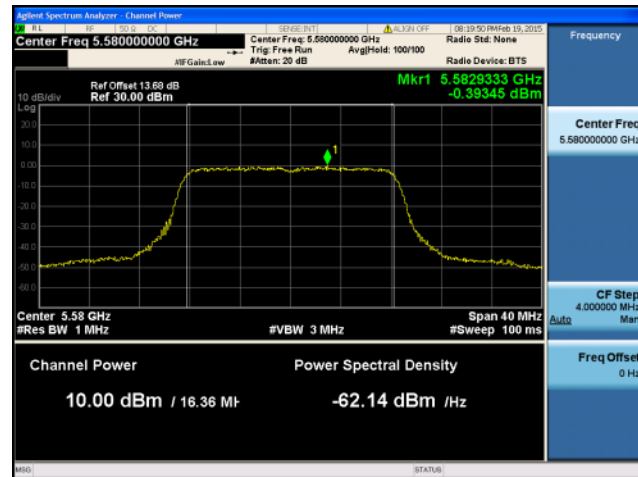 Agilent Spectrum Analyzer - Channel Power
RL RF 50 Ω DC SENSE:INT ALIGN OFF 08:19:50 PM Feb 19, 2015
Center Freq 5.580000000 GHz
Center Freq: 5.580000000 GHz
Radio Std: None
Trig: Free Run Avg|Hold: 100/100
#IFGain:Low #Atten: 20 dB Radio Device: BTS
Frequency
Mkr1 5.5829333 GHz
-0.39345 dBm
Ref Offset 13.68 dB
10 dB/div Ref 30.00 dBm
Log
20.0
10.0
0.00
-10.0
-20.0
-30.0
-40.0
-50.0
-60.0
1
Center 5.58 GHz Span 40 MHz
#Res BW 1 MHz #VBW 3 MHz #Sweep 100 ms
Channel Power Power Spectral Density
10.00 dBm / 16.36 MH -62.14 dBm /Hz
Center Freq
5.580000000 GHz
CF Step
4.000000 MHz
Auto Man
Freq Offset
0 Hz
MSG STATUS